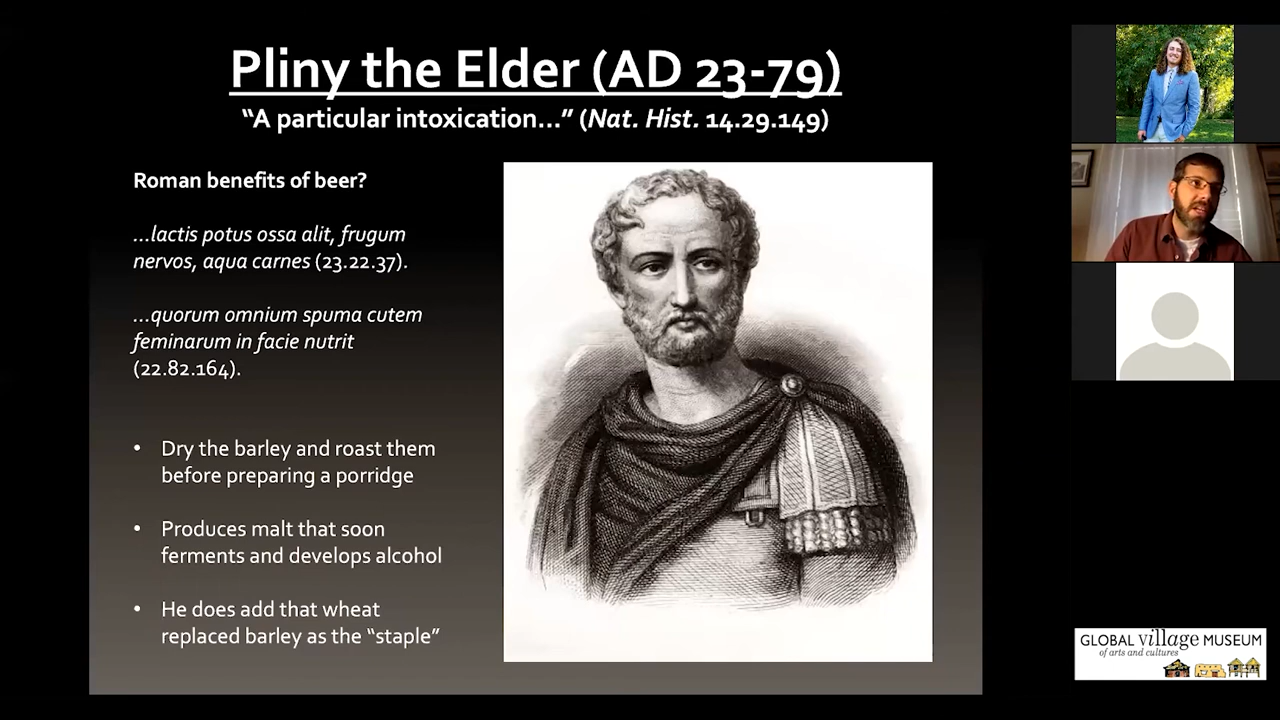 Pliny the Elder (AD 23-79)
“A particular intoxication…” (Nat. Hist. 14.29.149)
Roman benefits of beer?
…lactis potus ossa alit, frugum
nervos, aqua carnes (23.22.37).
…quorum omnium spuma cutem
feminarum in facie nutrit
(22.82.164).
• Dry the barley and roast them
before preparing a porridge
• Produces malt that soon
ferments and develops alcohol
• He does add that wheat
replaced barley as the “staple”
GLOBAL village MUSEUM
of arts and cultures